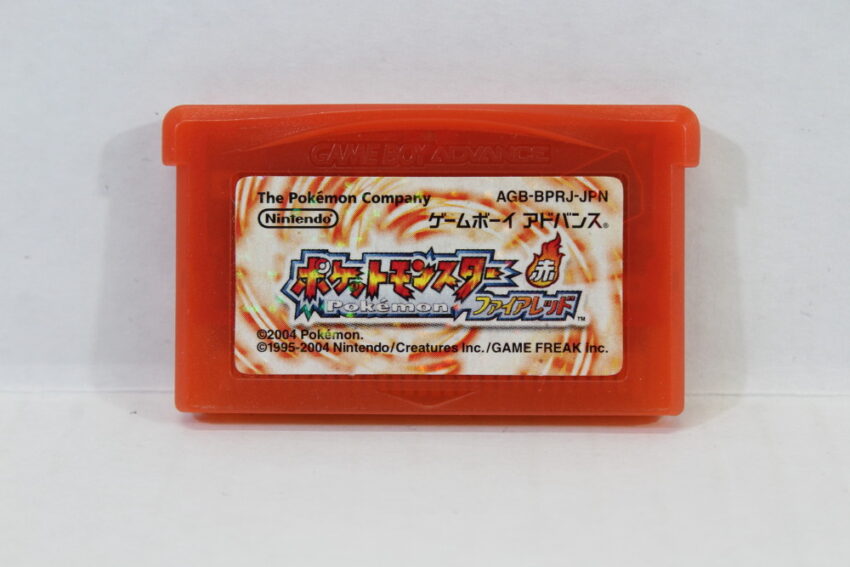 GAME BOY ADVANCE
The Pokémon Company AGB-BPRJ-JPN
Nintendo ゲームボーイ アドバンス®
ポケットモンスター 赤
Pokémon ファイアレッド™
©2004 Pokémon.
©1995-2004 Nintendo/Creatures Inc./GAME FREAK Inc.